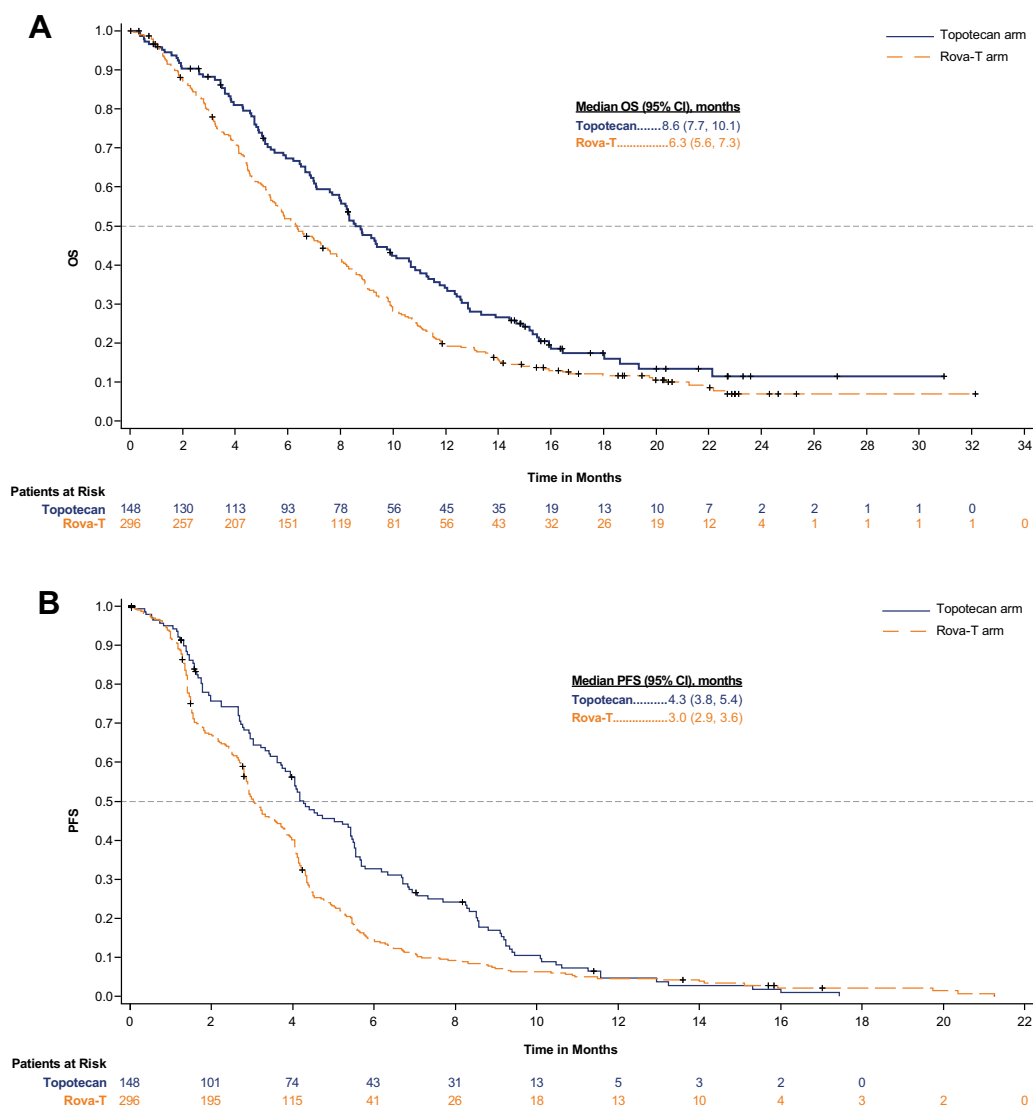 A
Topotecan arm
Rova-T arm
Median OS (95% CI), months
Topotecan.......8.6 (7.7, 10.1)
Rova-T................6.3 (5.6, 7.3)
OS
1.0
0.9
0.8
0.7
0.6
0.5
0.4
0.3
0.2
0.1
0.0
0 2 4 6 8 10 12 14 16 18 20 22 24 26 28 30 32 34
Time in Months
Patients at Risk
Topotecan 148 130 113 93 78 56 45 35 19 13 10 7 2 2 1 1 0
Rova-T 296 257 207 151 119 81 56 43 32 26 19 12 4 1 1 1 1 0
B
Topotecan arm
Rova-T arm
Median PFS (95% CI), months
Topotecan..........4.3 (3.8, 5.4)
Rova-T...................3.0 (2.9, 3.6)
PFS
1.0
0.9
0.8
0.7
0.6
0.5
0.4
0.3
0.2
0.1
0.0
0 2 4 6 8 10 12 14 16 18 20 22
Time in Months
Patients at Risk
Topotecan 148 101 74 43 31 13 5 3 2 0
Rova-T 296 195 115 41 26 18 13 10 4 3 2 0